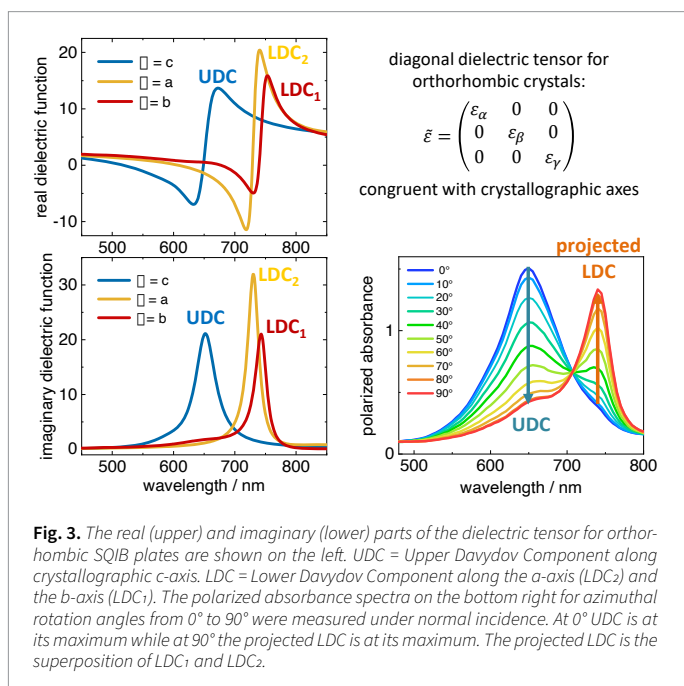 20
10
0
-10
real dielectric function
▯ = c
▯ = a
▯ = b
UDC
LDC₂
LDC₁
500
600
700
800
diagonal dielectric tensor for
orthorhombic crystals:
ε̃ = (εα 0 0
0 εβ 0
0 0 εγ)
congruent with crystallographic axes
30
20
10
0
imaginary dielectric function
▯ = c
▯ = a
▯ = b
UDC
LDC₂
LDC₁
500
600
700
800
wavelength / nm
projected
LDC
1
0
polarized absorbance
0°
10°
20°
30°
40°
50°
60°
70°
80°
90°
UDC
500
600
700
800
wavelength / nm
Fig. 3. The real (upper) and imaginary (lower) parts of the dielectric tensor for orthor-
hombic SQIB plates are shown on the left. UDC = Upper Davydov Component along
crystallographic c-axis. LDC = Lower Davydov Component along the a-axis (LDC₂) and
the b-axis (LDC₁). The polarized absorbance spectra on the bottom right for azimuthal
rotation angles from 0° to 90° were measured under normal incidence. At 0° UDC is at
its maximum while at 90° the projected LDC is at its maximum. The projected LDC is the
superposition of LDC₁ and LDC₂.